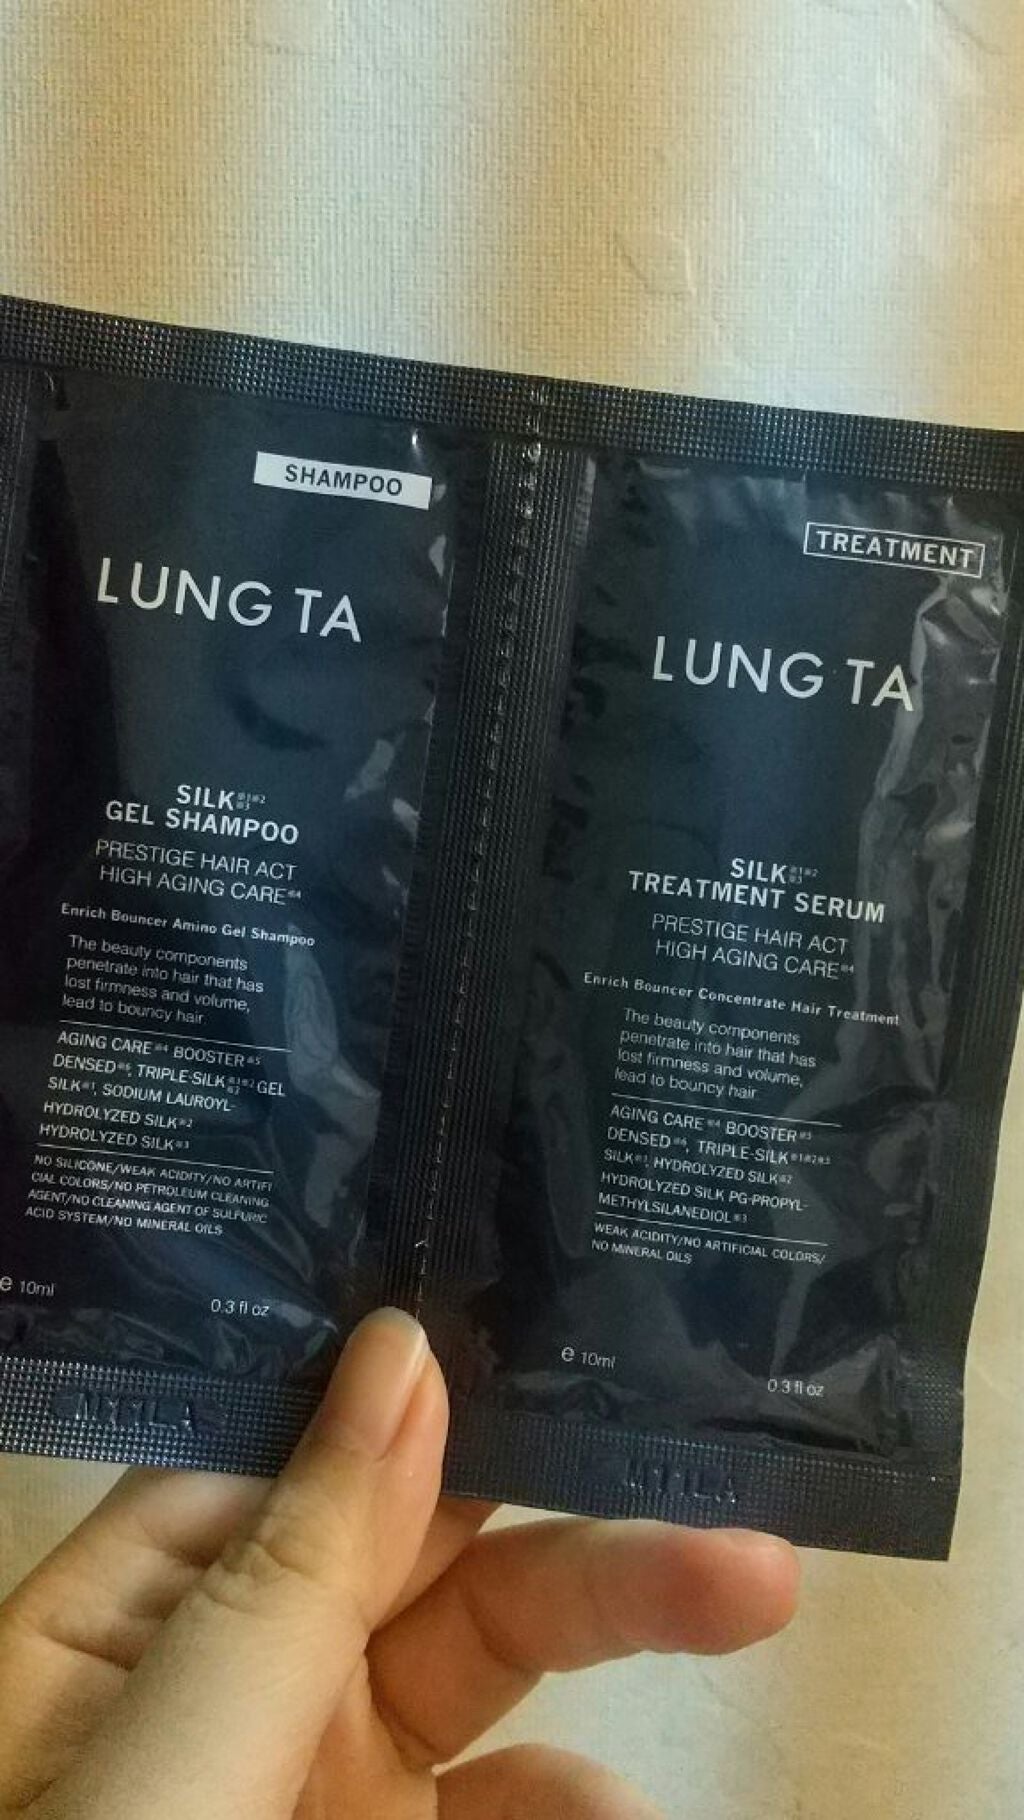 SHAMPOO
LUNG TA
SILK※1※2
※3
GEL SHAMPOO
PRESTIGE HAIR ACT
HIGH AGING CARE※4
Enrich Bouncer Amino Gel Shampoo
The beauty components
penetrate into hair that has
lost firmness and volume,
lead to bouncy hair.
AGING CARE※4 BOOSTER※5
DENSED※6, TRIPLE-SILK※1※2※3 GEL
SILK※1, SODIUM LAUROYL-
HYDROLYZED SILK※2
HYDROLYZED SILK※3
NO SILICONE/WEAK ACIDITY/NO ARTIFI
CIAL COLORS/NO PETROLEUM CLEANING
AGENT/NO CLEANING AGENT OF SULFURIC
ACID SYSTEM/NO MINERAL OILS
e 10ml
0.3 fl oz
TREATMENT
LUNG TA
SILK※1※2
※3
TREATMENT SERUM
PRESTIGE HAIR ACT
HIGH AGING CARE※4
Enrich Bouncer Concentrate Hair Treatment
The beauty components
penetrate into hair that has
lost firmness and volume,
lead to bouncy hair.
AGING CARE※4 BOOSTER※5
DENSED※6, TRIPLE-SILK※1※2※3
SILK※1, HYDROLYZED SILK※2
HYDROLYZED SILK PG-PROPYL-
METHYLSILANEDIOL※3
WEAK ACIDITY/NO ARTIFICIAL COLORS/
NO MINERAL OILS
e 10ml
0.3 fl oz